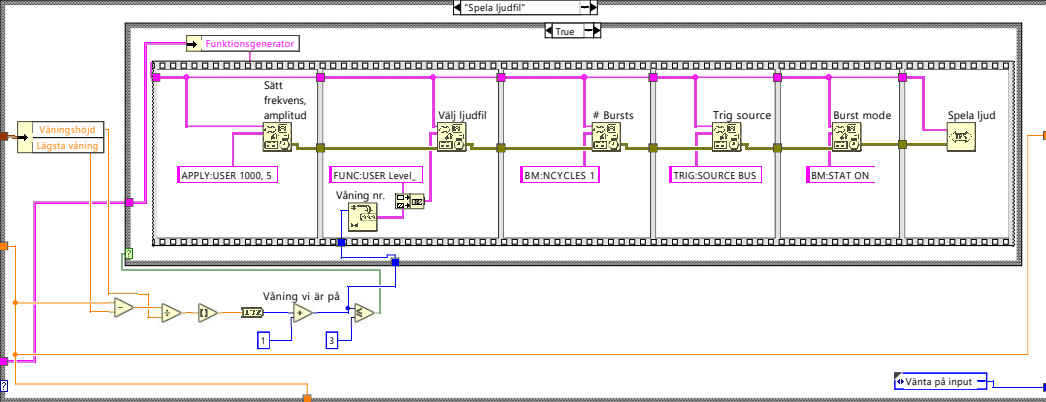 "Spela ljudfil"
True
Funktionsgenerator
Sätt
frekvens,
amplitud
Välj ljudfil
# Bursts
Trig source
Burst mode
Spela ljud
Våningshöjd
Lägsta våning
APPLY:USER 1000, 5
FUNC:USER Level_
BM:NCYCLES 1
TRIG:SOURCE BUS
BM:STAT ON
Våning nr.
Våning vi är på
1
3
Vänta på input